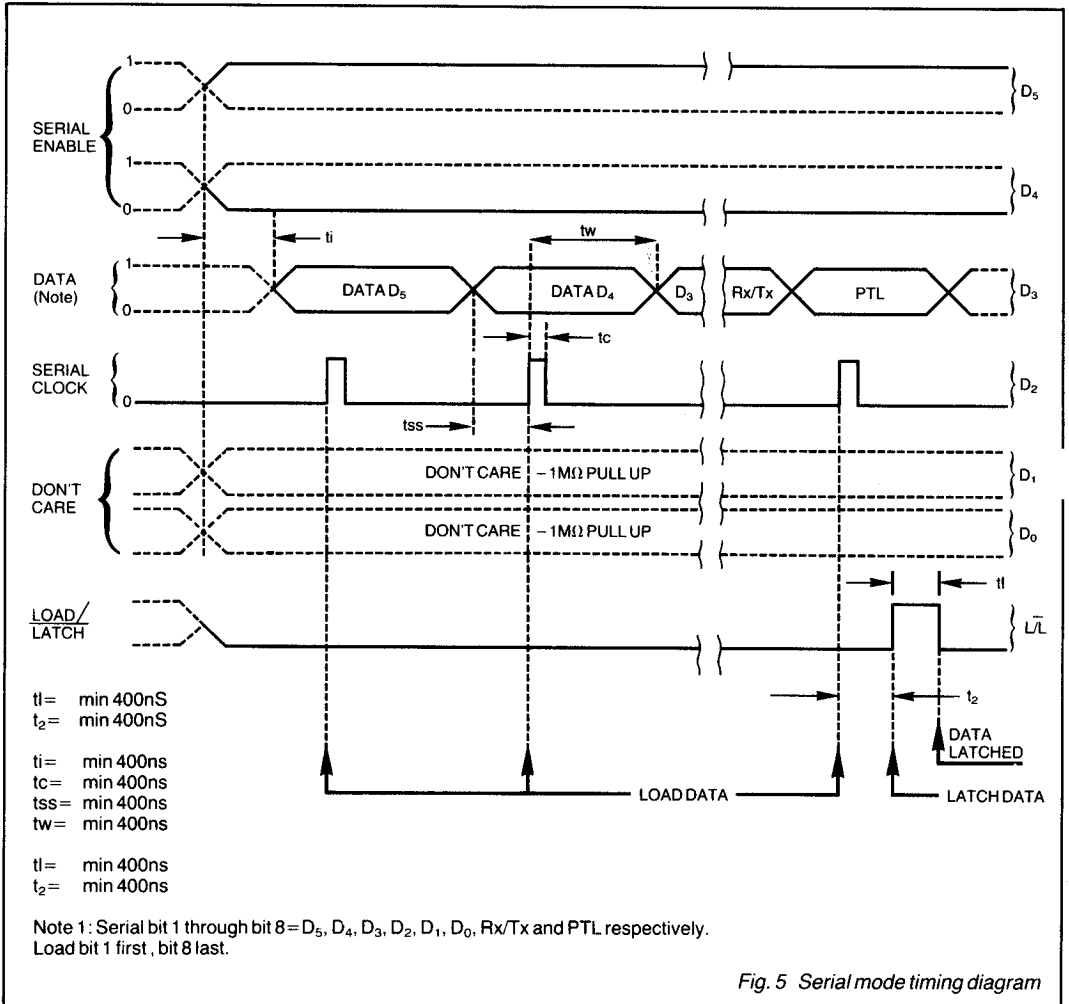 1
0
SERIAL
ENABLE
D5
1
0
D4
ti
tw
DATA
(Note)
1
0
DATA D5
DATA D4
D3
Rx/Tx
PTL
D3
tc
SERIAL
CLOCK
0
D2
tss
DON'T
CARE
DON'T CARE – 1MΩ PULL UP
D1
DON'T CARE – 1MΩ PULL UP
D0
tl
LOAD/
LATCH
L/L̅
t2
tl= min 400nS
t2= min 400nS
ti= min 400ns
tc= min 400ns
tss= min 400ns
tw= min 400ns
tl= min 400ns
t2= min 400ns
DATA
LATCHED
LOAD DATA
LATCH DATA
Note 1: Serial bit 1 through bit 8=D5, D4, D3, D2, D1, D0, Rx/Tx and PTL respectively.
Load bit 1 first, bit 8 last.
Fig. 5 Serial mode timing diagram